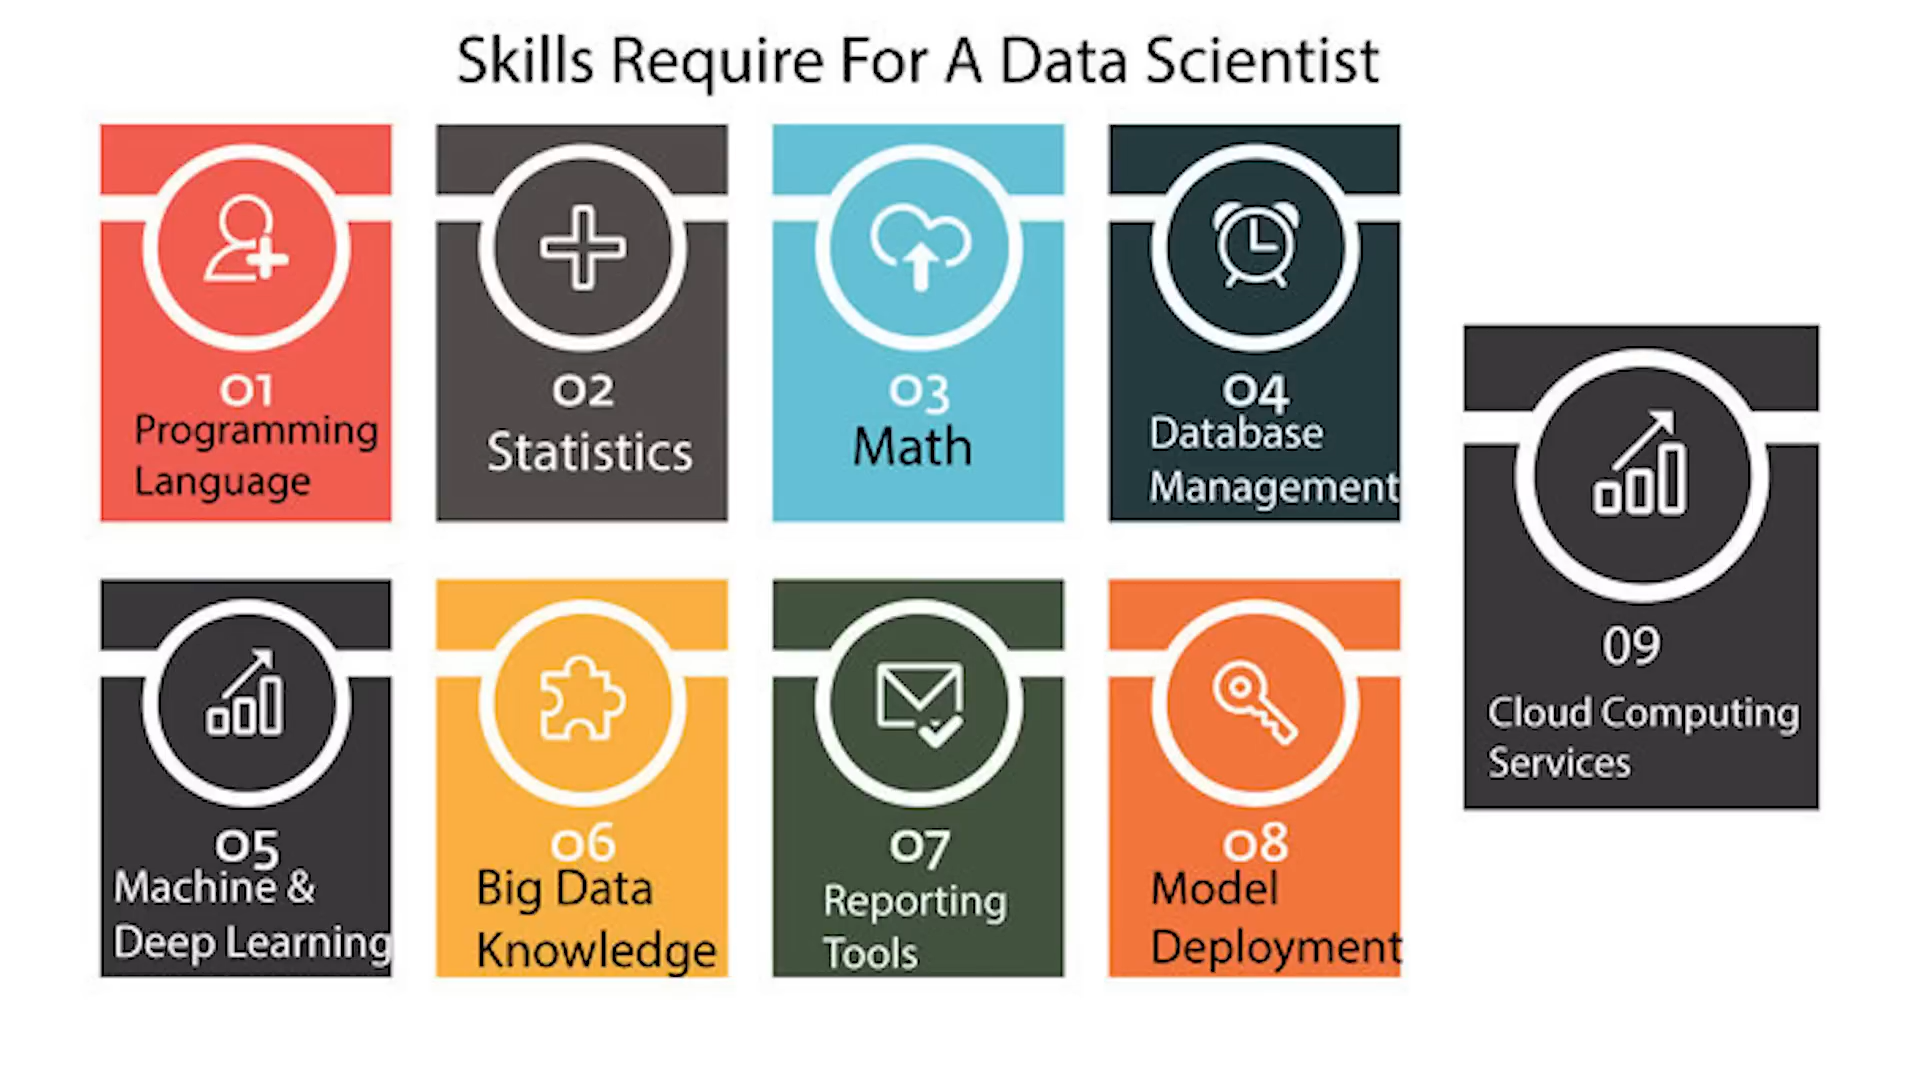 Skills Require For A Data Scientist
01
Programming
Language
02
Statistics
03
Math
04
Database
Management
05
Machine &
Deep Learning
06
Big Data
Knowledge
07
Reporting
Tools
08
Model
Deployment
09
Cloud Computing
Services